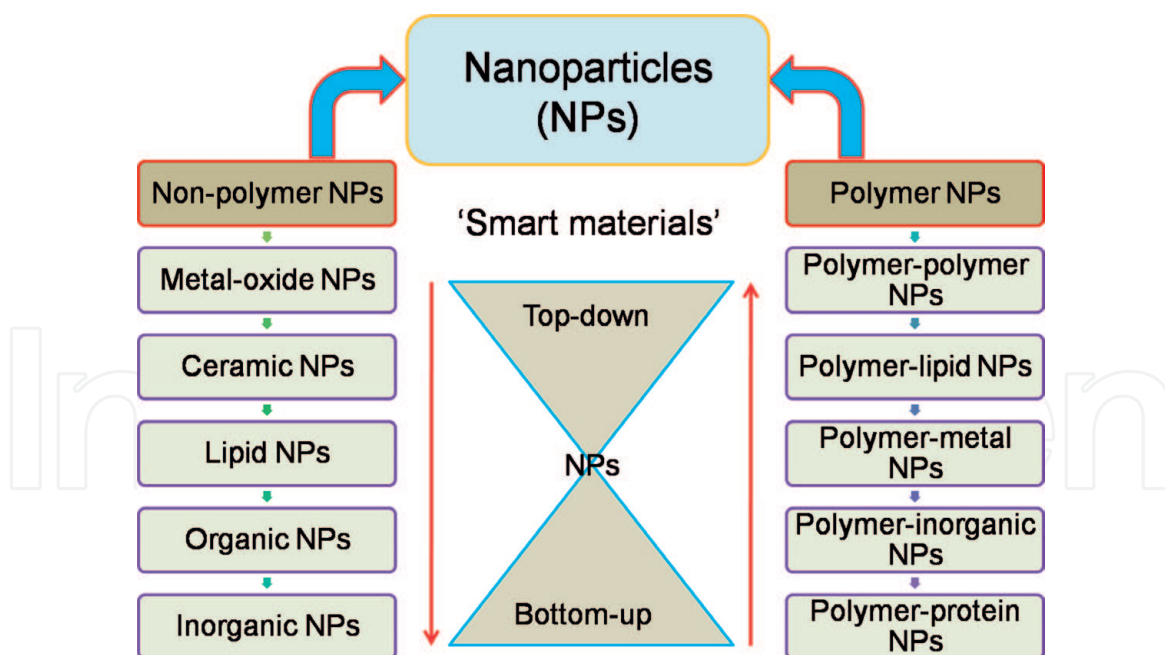 Nanoparticles
(NPs)
Non-polymer NPs
Metal-oxide NPs
Ceramic NPs
Lipid NPs
Organic NPs
Inorganic NPs
'Smart materials'
Top-down
NPs
Bottom-up
Polymer NPs
Polymer-polymer
NPs
Polymer-lipid NPs
Polymer-metal
NPs
Polymer-inorganic
NPs
Polymer-protein
NPs